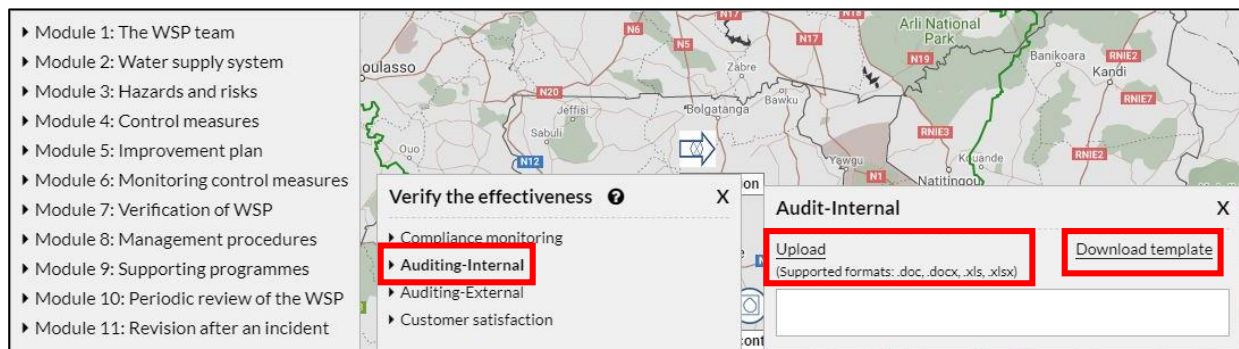 Module 1: The WSP team
Module 2: Water supply system
Module 3: Hazards and risks
Module 4: Control measures
Module 5: Improvement plan
Module 6: Monitoring control measures
Module 7: Verification of WSP
Module 8: Management procedures
Module 9: Supporting programmes
Module 10: Periodic review of the WSP
Module 11: Revision after an incident
N17
N18
Arli National
Park
N6
N5
N17
N19
Banikoara
RNIE2
Kandi
oulasso
Zabre
N20
Jeffisi
Bolgatanga
Bawku
RNIE7
Sabuli
RNIE3
Ouo
N12
Yawgu
Kouande
RNIE2
N1
Natitingou
Verify the effectiveness ? X
Compliance monitoring
Auditing-Internal
Auditing-External
Customer satisfaction
ion
cont
Audit-Internal X
Upload
(Supported formats: .doc, .docx, .xls, .xlsx)
Download template